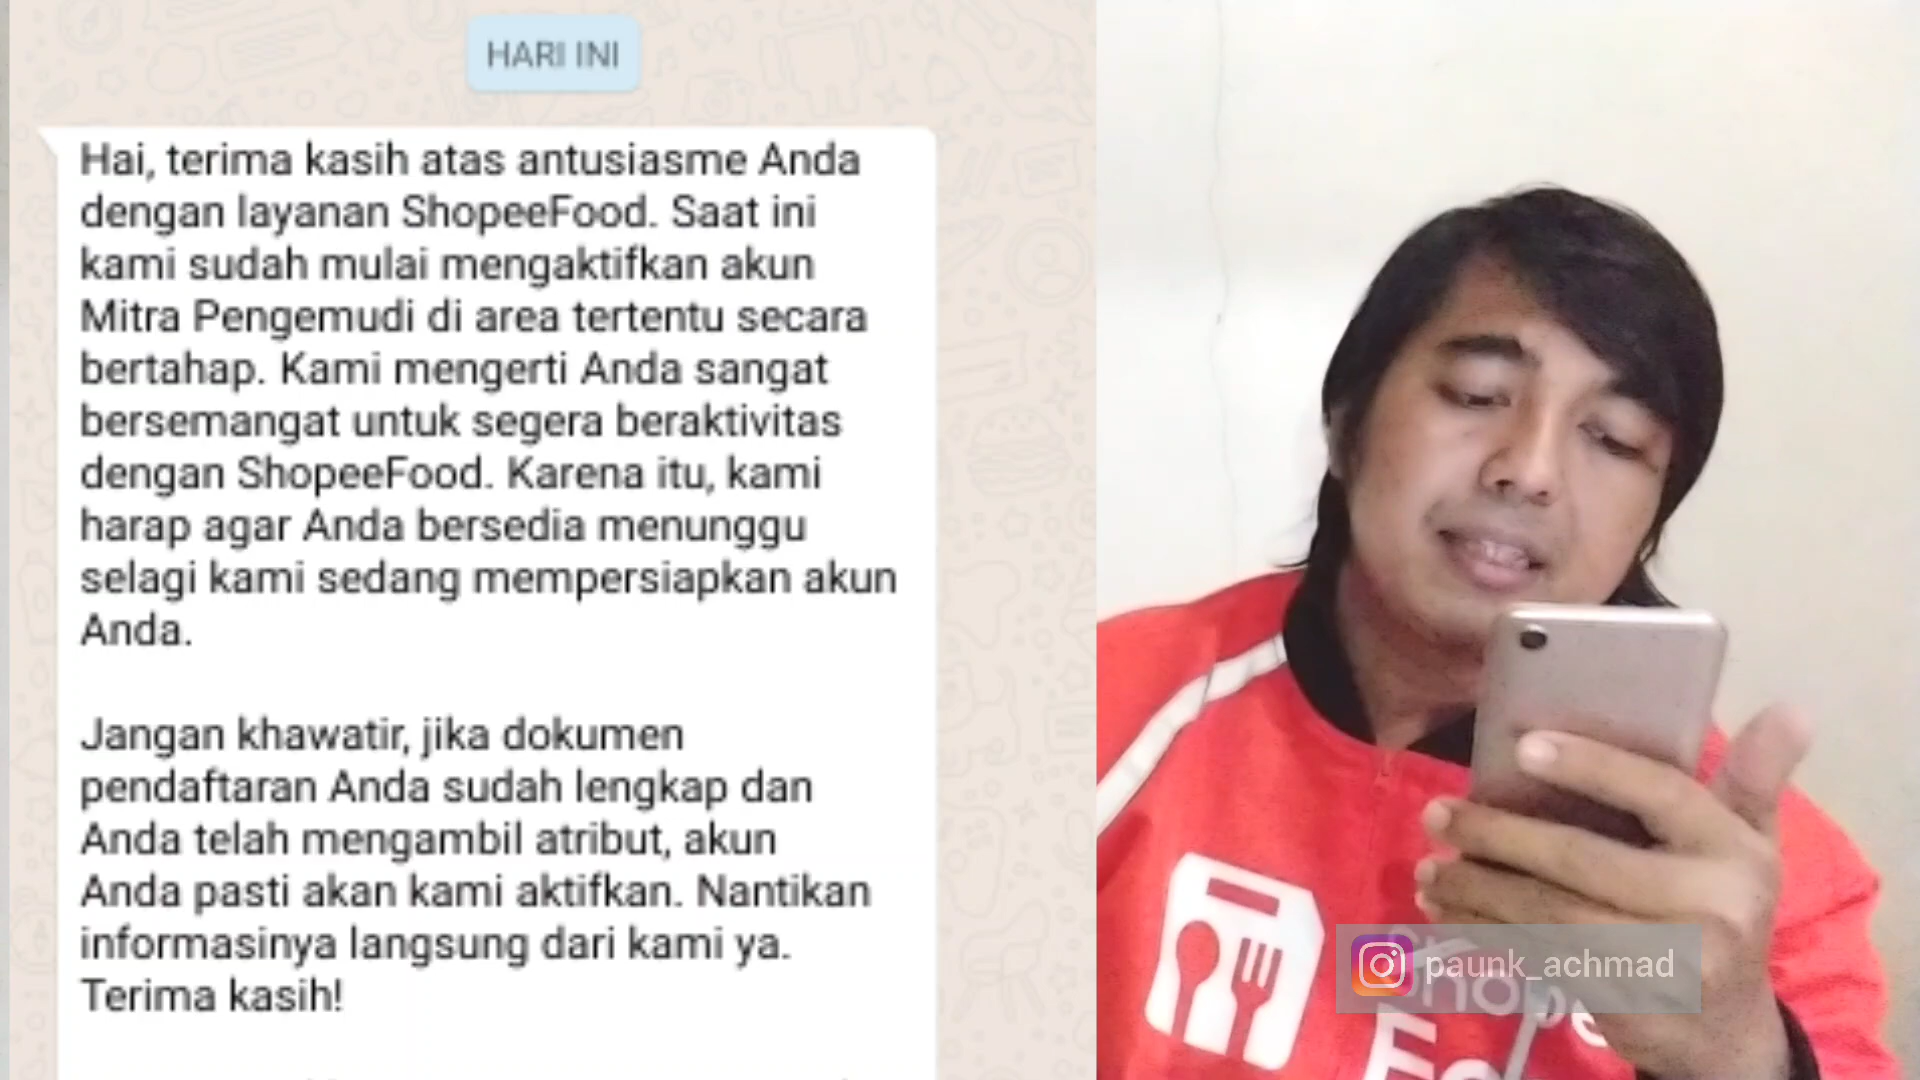 HARI INI
Hai, terima kasih atas antusiasme Anda
dengan layanan ShopeeFood. Saat ini
kami sudah mulai mengaktifkan akun
Mitra Pengemudi di area tertentu secara
bertahap. Kami mengerti Anda sangat
bersemangat untuk segera beraktivitas
dengan ShopeeFood. Karena itu, kami
harap agar Anda bersedia menunggu
selagi kami sedang mempersiapkan akun
Anda.
Jangan khawatir, jika dokumen
pendaftaran Anda sudah lengkap dan
Anda telah mengambil atribut, akun
Anda pasti akan kami aktifkan. Nantikan
informasinya langsung dari kami ya.
Terima kasih!
paunk_achmad